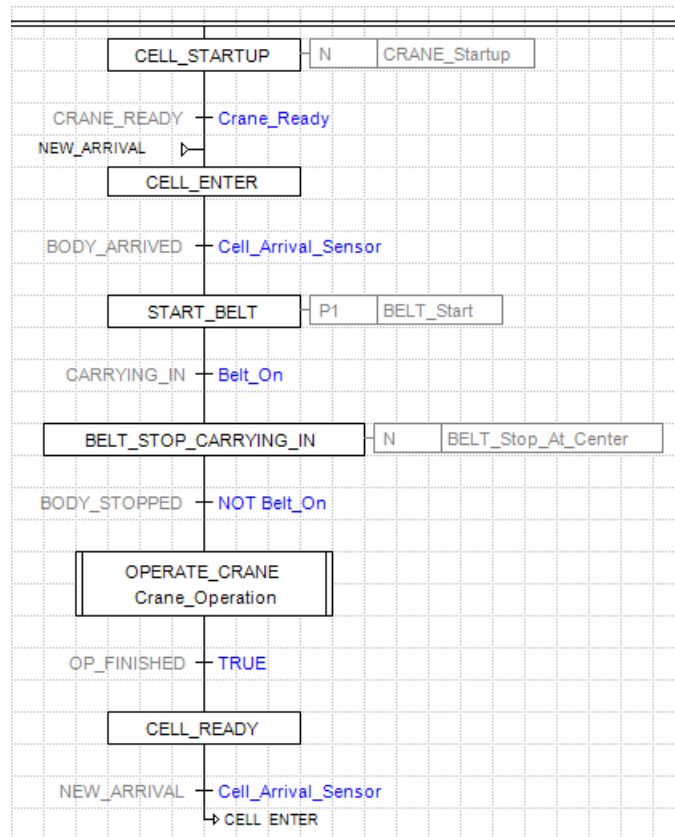 CELL_STARTUP N CRANE_Startup
CRANE_READY Crane_Ready
NEW_ARRIVAL
CELL_ENTER
BODY_ARRIVED Cell_Arrival_Sensor
START_BELT P1 BELT_Start
CARRYING_IN Belt_On
BELT_STOP_CARRYING_IN N BELT_Stop_At_Center
BODY_STOPPED NOT Belt_On
OPERATE_CRANE
Crane_Operation
OP_FINISHED TRUE
CELL_READY
NEW_ARRIVAL Cell_Arrival_Sensor
CELL_ENTER